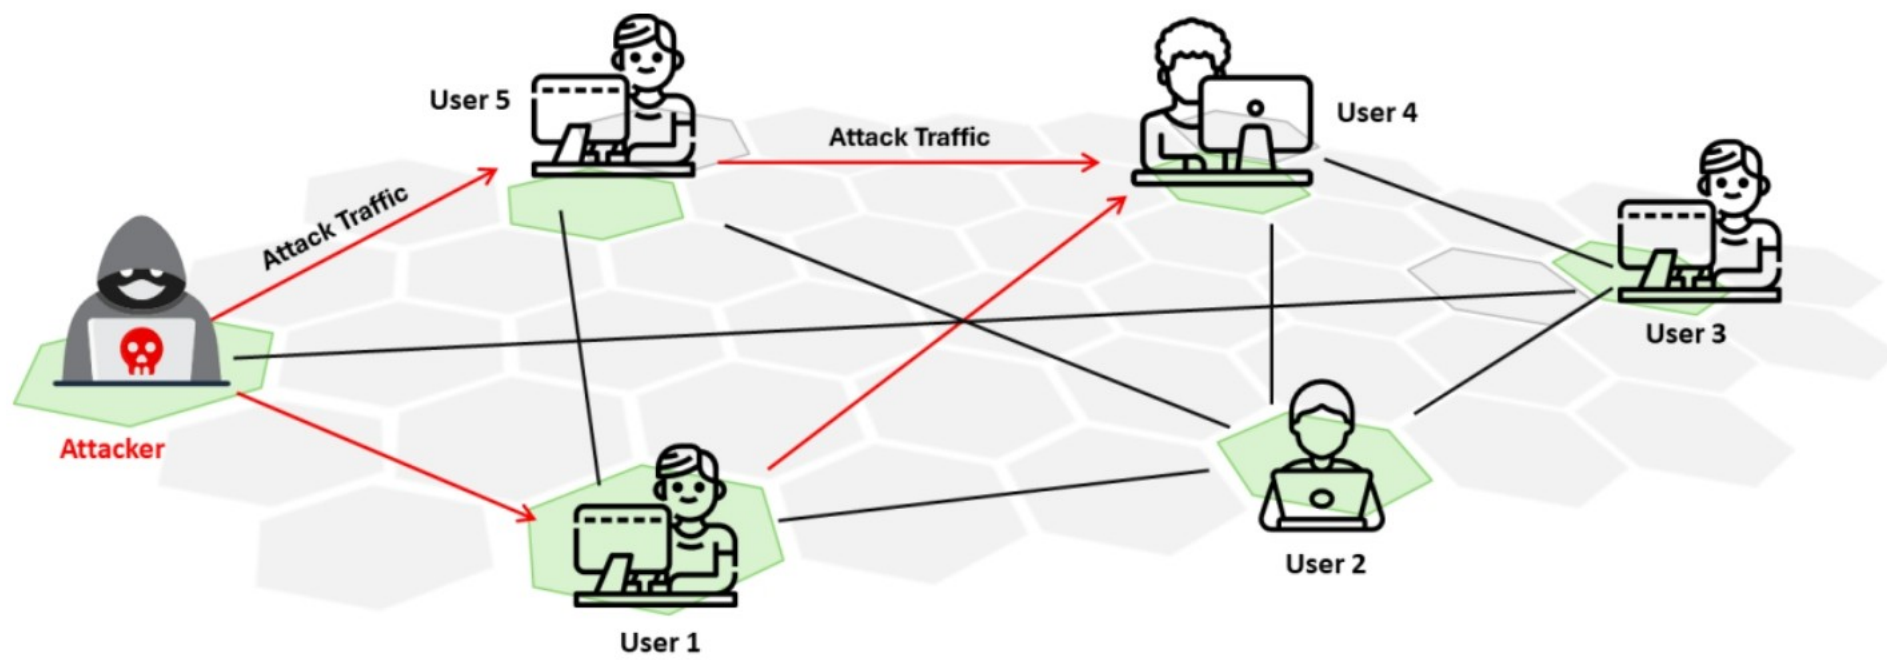 User 5
Attack Traffic
User 4
Attack Traffic
User 3
Attacker
User 2
User 1